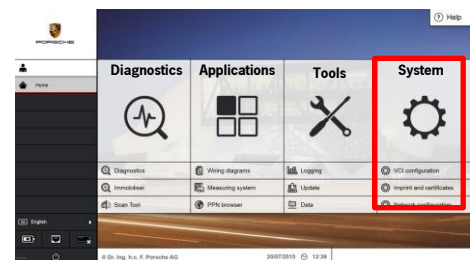 ? Help
PORSCHE
Home
Diagnostics Applications Tools System
Diagnostics Wiring diagrams Logging VCI configuration
Immobiliser Measuring system Update Imprint and certificates
Scan Tool PPN browser Data Network configuration
English
© Dr. Ing. h.c. F. Porsche AG 20/07/2015 13:39